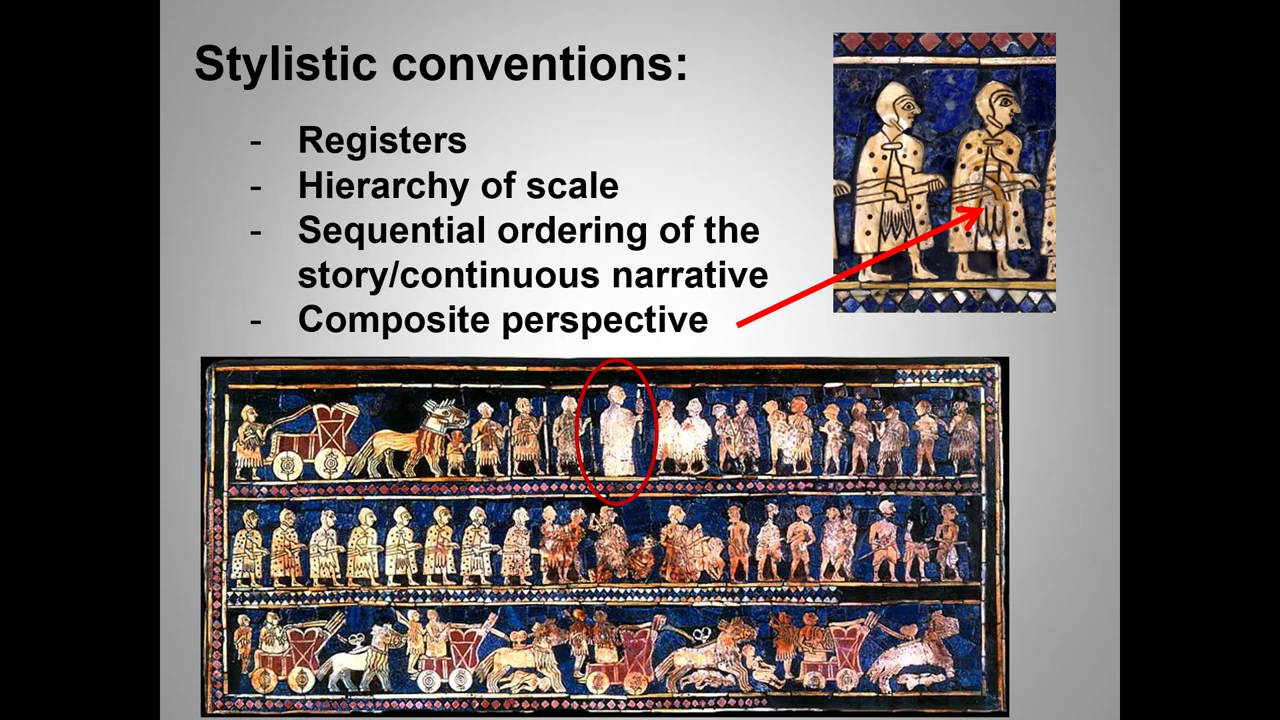 Stylistic conventions:
- Registers
- Hierarchy of scale
- Sequential ordering of the
story/continuous narrative
- Composite perspective